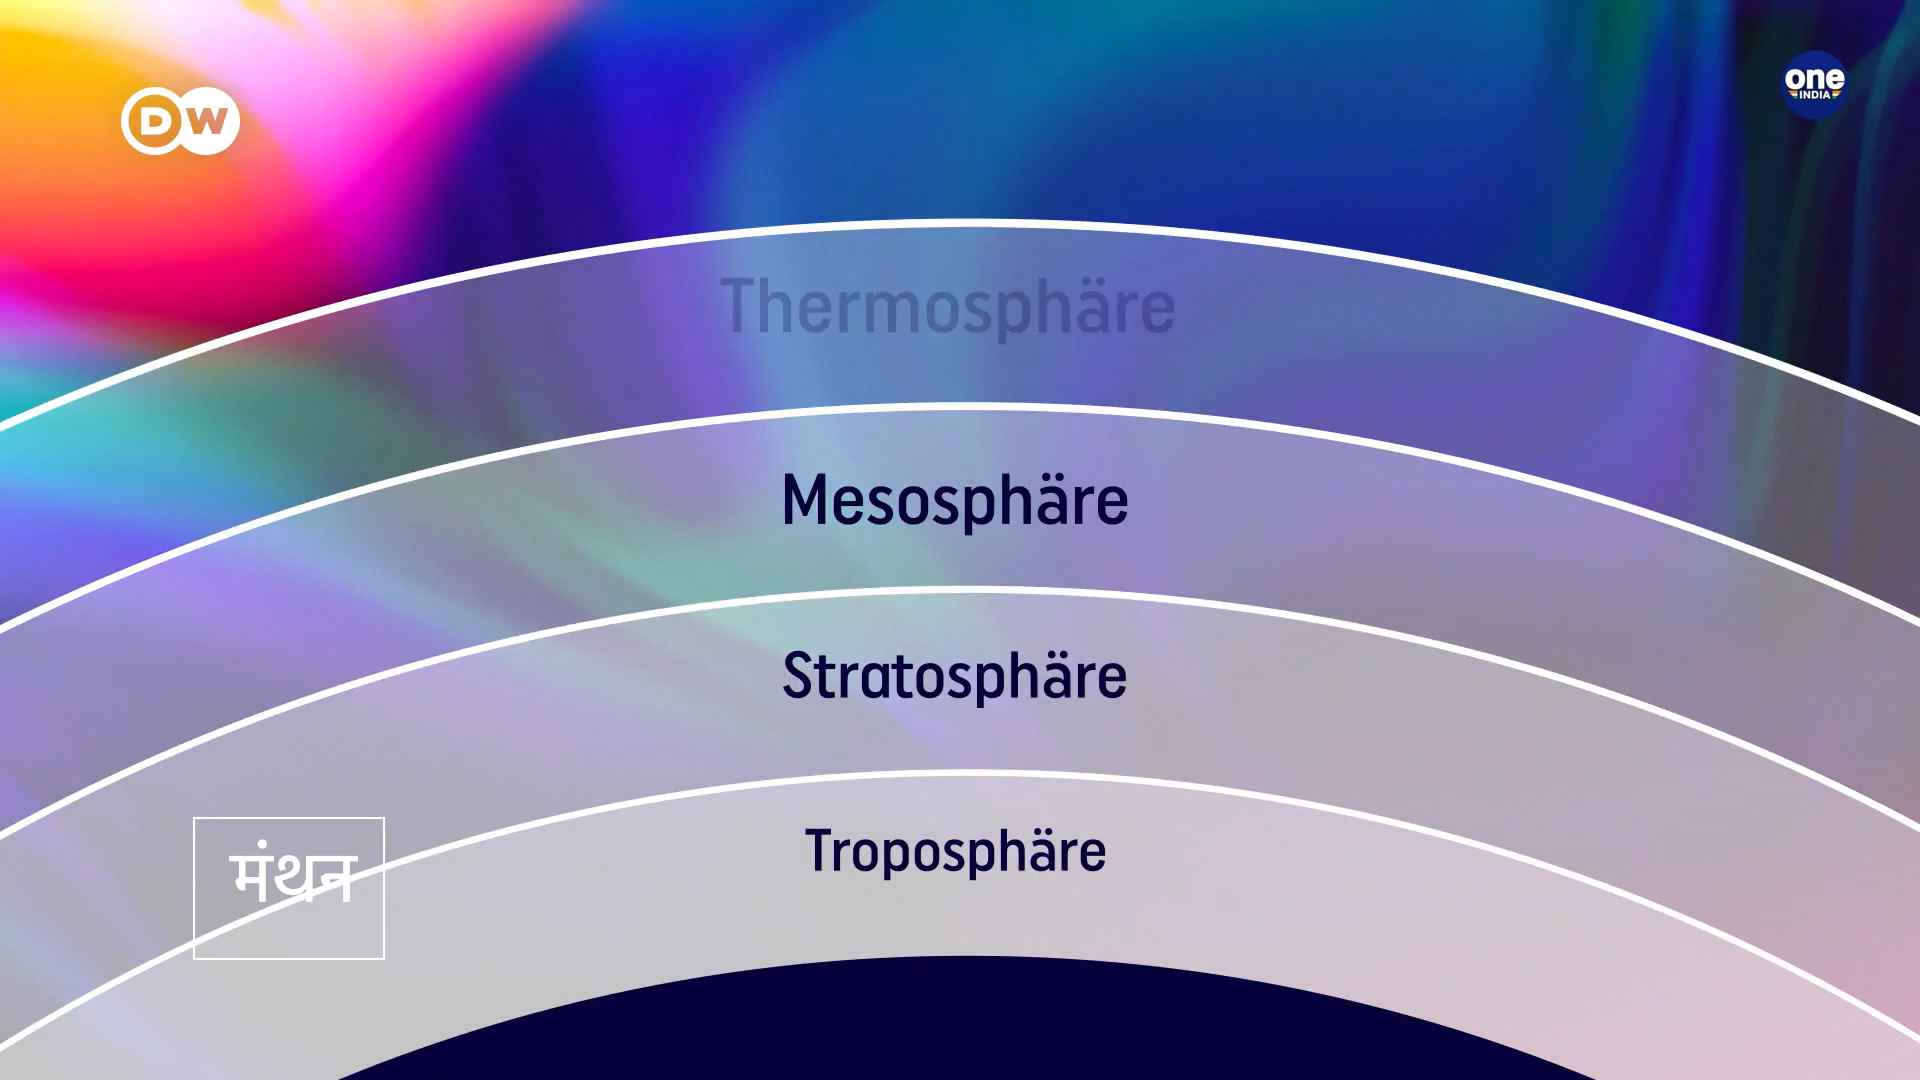 DW
one
INDIA
Thermosphäre
Mesosphäre
Stratosphäre
Troposphäre
मंथन